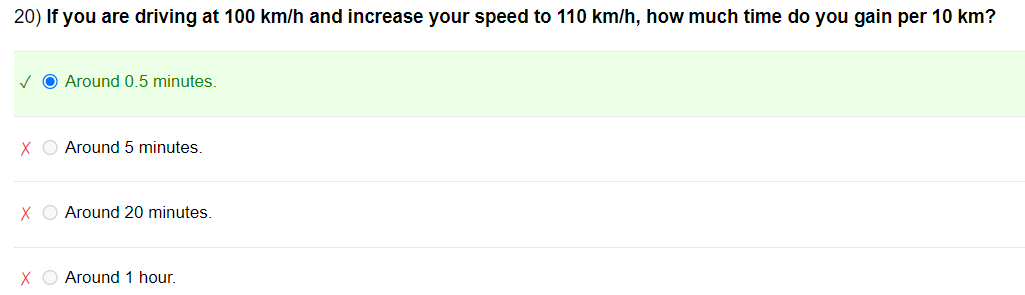 20) If you are driving at 100 km/h and increase your speed to 110 km/h, how much time do you gain per 10 km?
✓ Around 0.5 minutes.
X Around 5 minutes.
X Around 20 minutes.
X Around 1 hour.